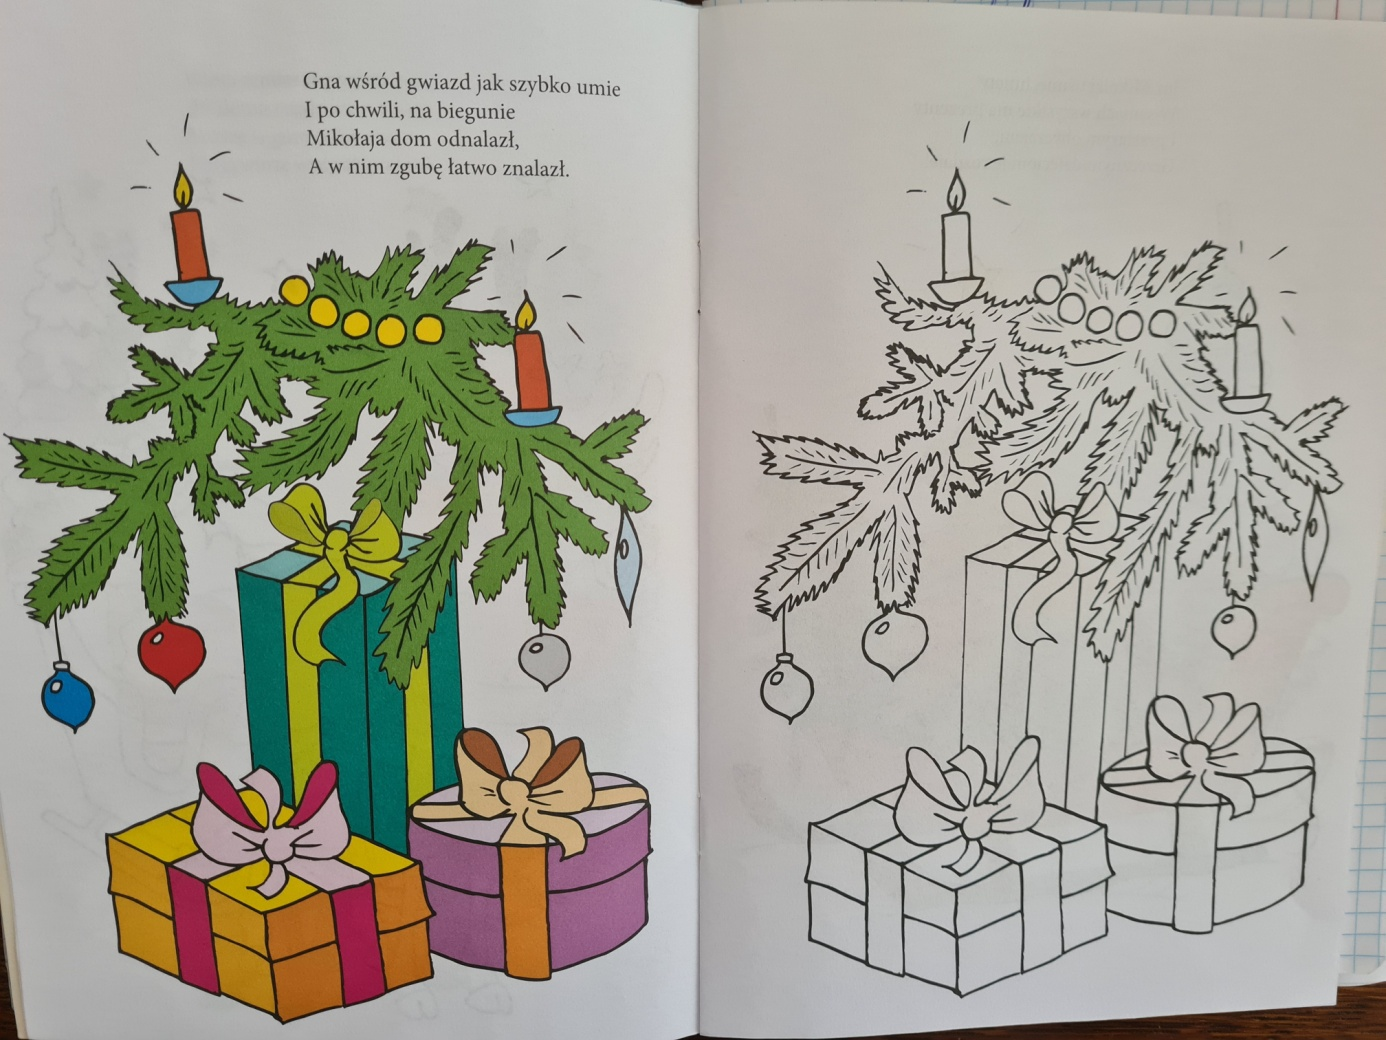 Gna wśród gwiazd jak szybko umie
I po chwili, na biegunie
Mikołaja dom odnalazł,
A w nim zgubę łatwo znalazł.